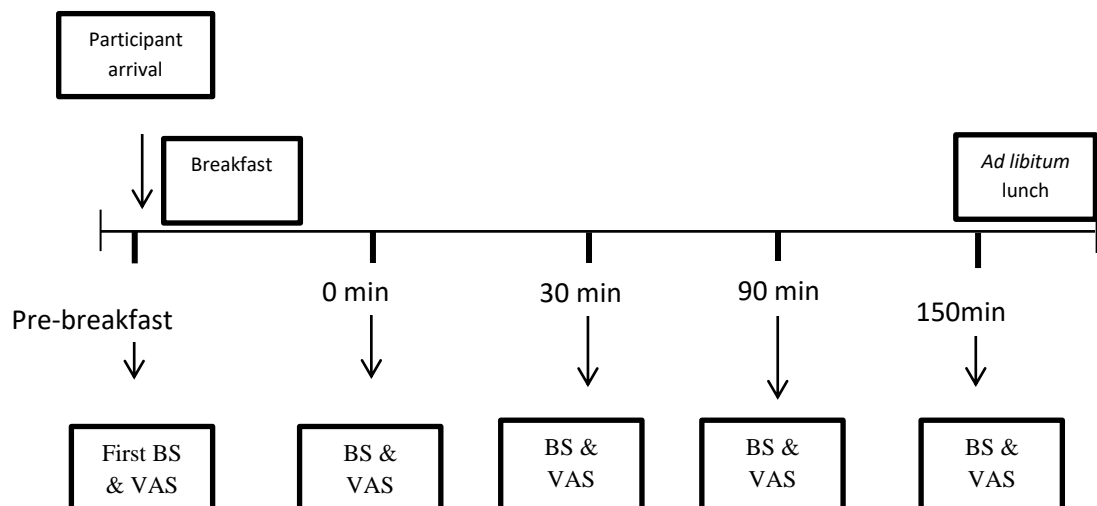 Participant
arrival
Breakfast
Ad libitum
lunch
Pre-breakfast
0 min
30 min
90 min
150min
First BS
& VAS
BS &
VAS
BS &
VAS
BS &
VAS
BS &
VAS